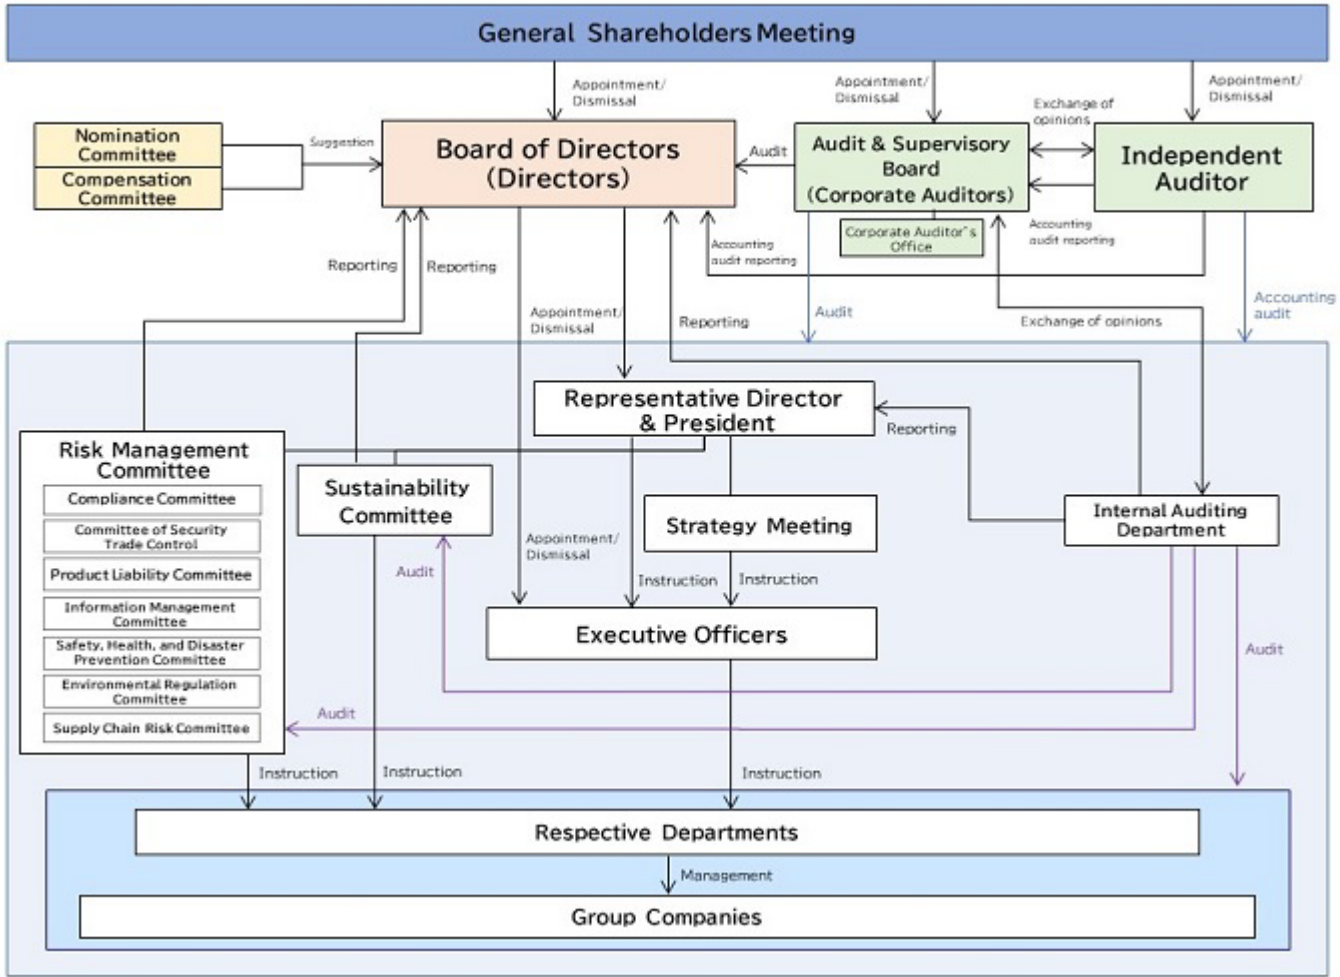 General Shareholders Meeting
Appointment/
Dismissal
Appointment/
Dismissal
Appointment/
Dismissal
Exchange of
opinions
Nomination
Committee
Compensation
Committee
Suggestion
Board of Directors
(Directors)
Audit
Audit & Supervisory
Board
(Corporate Auditors)
Independent
Auditor
Corporate Auditor's
Office
Accounting
audit reporting
Accounting
audit reporting
Reporting
Reporting
Appointment/
Dismissal
Reporting
Audit
Exchange of opinions
Accounting
audit
Representative Director
& President
Reporting
Risk Management
Committee
Compliance Committee
Committee of Security
Trade Control
Product Liability Committee
Information Management
Committee
Safety, Health, and Disaster
Prevention Committee
Environmental Regulation
Committee
Supply Chain Risk Committee
Sustainability
Committee
Strategy Meeting
Internal Auditing
Department
Appointment/
Dismissal
Audit
Instruction
Instruction
Executive Officers
Audit
Audit
Instruction
Instruction
Instruction
Respective Departments
Management
Group Companies